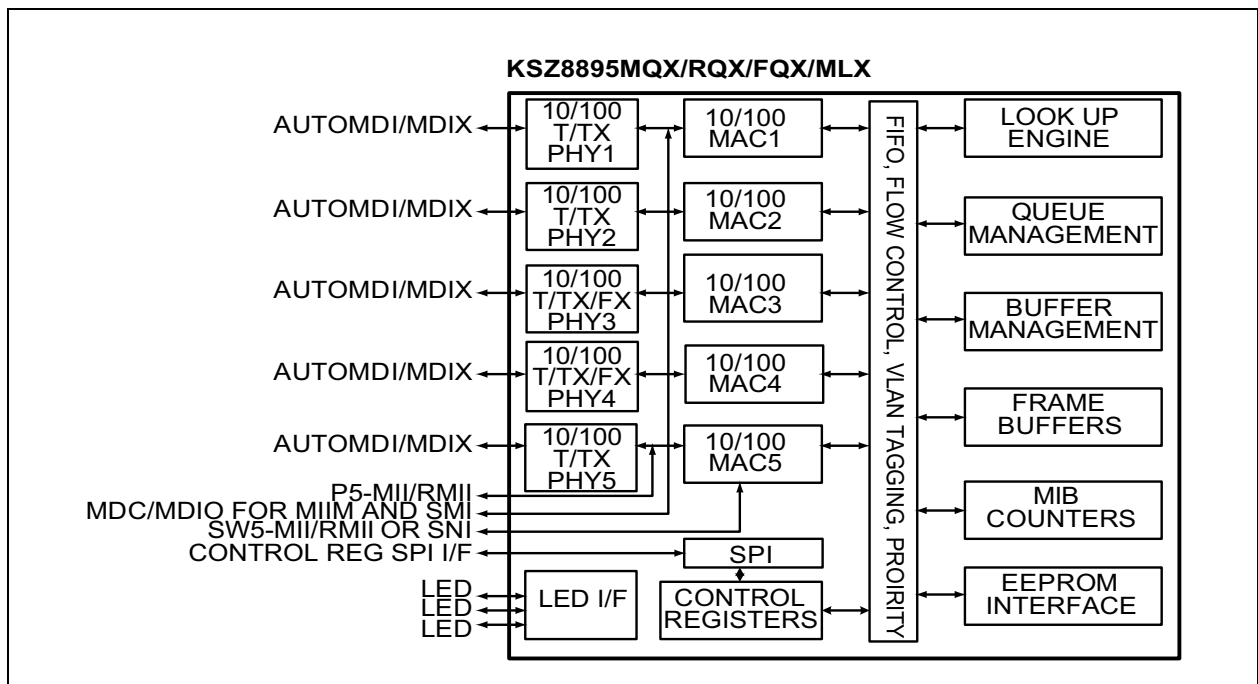 KSZ8895MQX/RQX/FQX/MLX
AUTOMDI/MDIX
10/100
T/TX
PHY1
10/100
MAC1
LOOK UP
ENGINE
AUTOMDI/MDIX
10/100
T/TX
PHY2
10/100
MAC2
QUEUE
MANAGEMENT
AUTOMDI/MDIX
10/100
T/TX/FX
PHY3
10/100
MAC3
BUFFER
MANAGEMENT
AUTOMDI/MDIX
10/100
T/TX/FX
PHY4
10/100
MAC4
FRAME
BUFFERS
AUTOMDI/MDIX
10/100
T/TX
PHY5
10/100
MAC5
MIB
COUNTERS
FIFO, FLOW CONTROL, VLAN TAGGING, PROIRITY
P5-MII/RMII
MDC/MDIO FOR MIIM AND SMI
SW5-MII/RMII OR SNI
CONTROL REG SPI I/F
SPI
LED
LED
LED
LED I/F
CONTROL
REGISTERS
EEPROM
INTERFACE